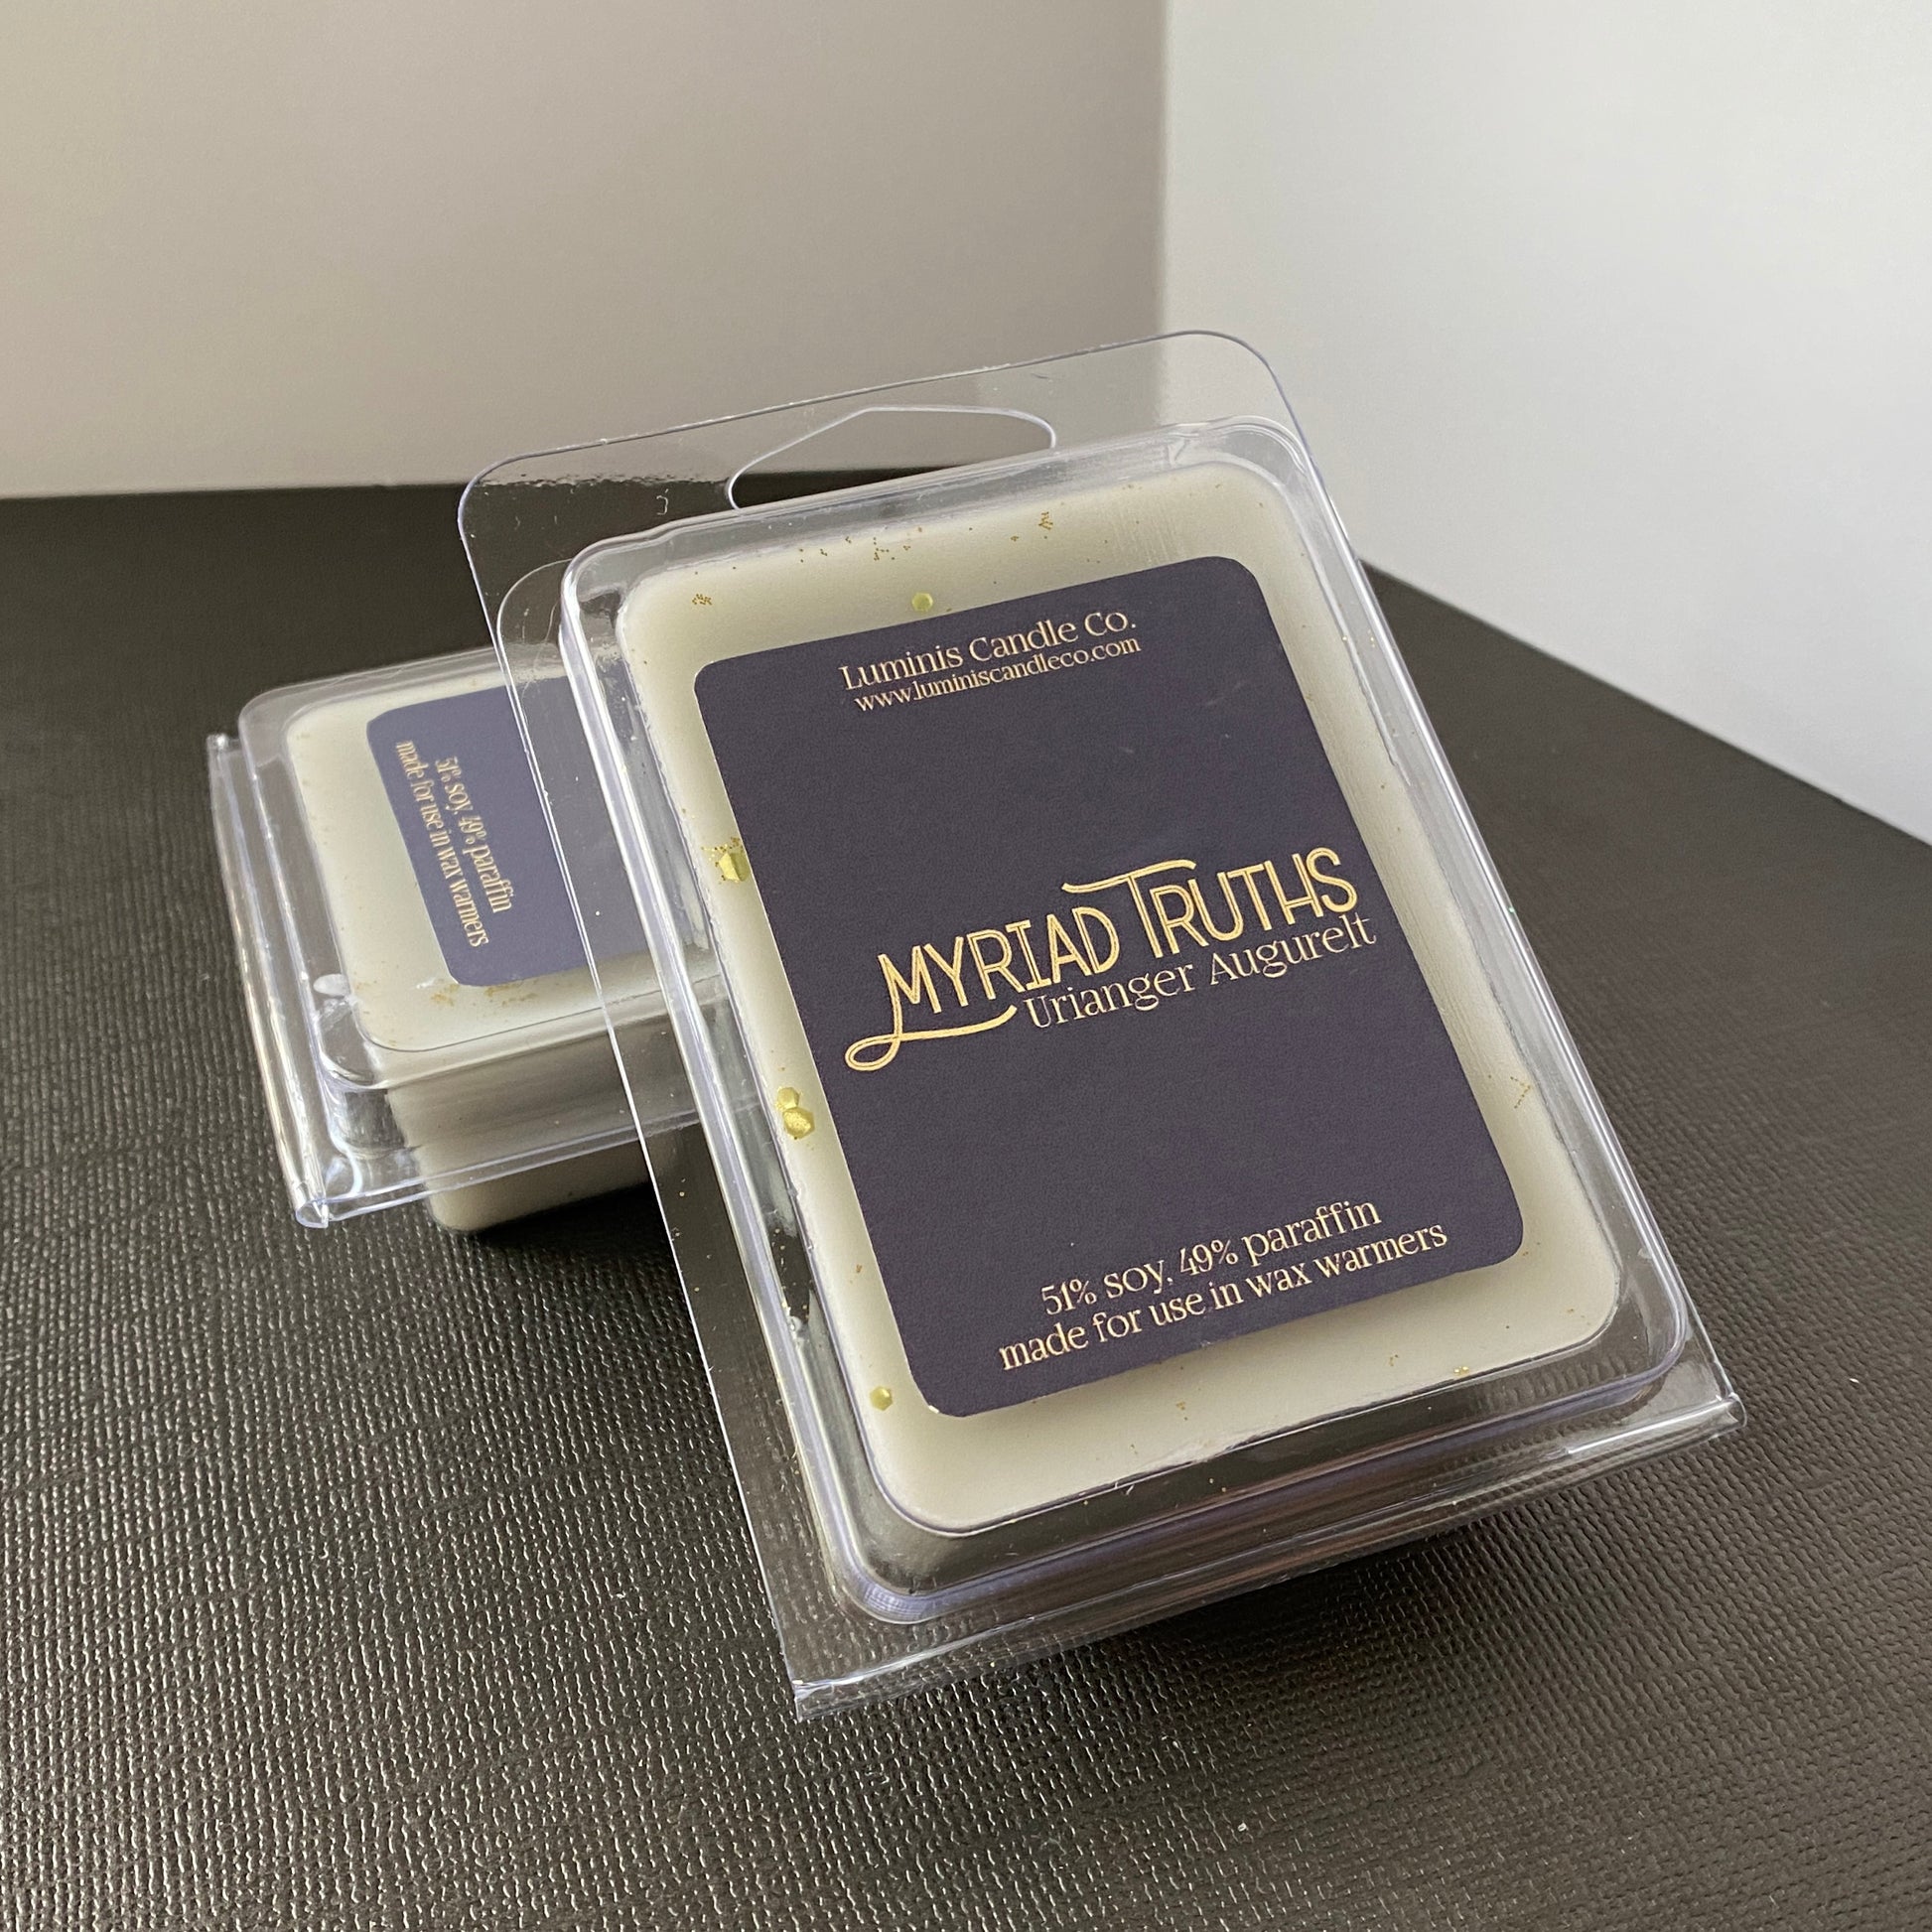 Luminis Candle Co.
www.luminiscandleco.com
MYRIAD TRUTHS
Urianger Augurelt
51% soy, 49% paraffin
made for use in wax warmers
51% soy, 49% paraffin
made for use in wax warmers